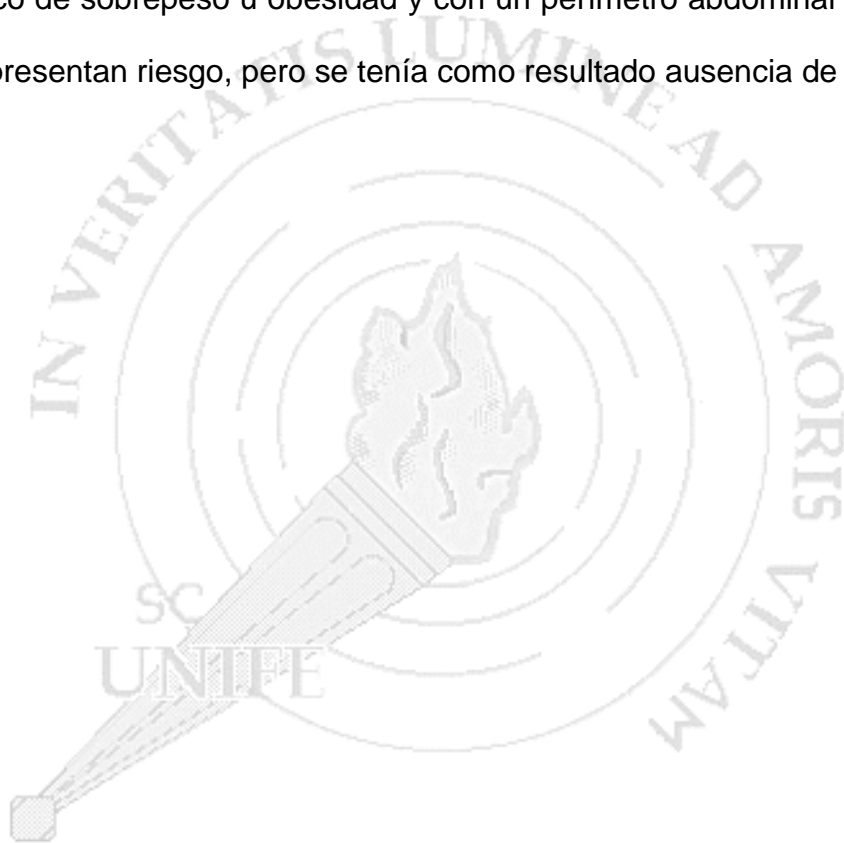 co de sobrepeso u obesidad y con un perímetro abdominal
presentan riesgo, pero se tenía como resultado ausencia de
IN VERITATIS LUMINE AD AMORIS VITAM
SC
UNIFE